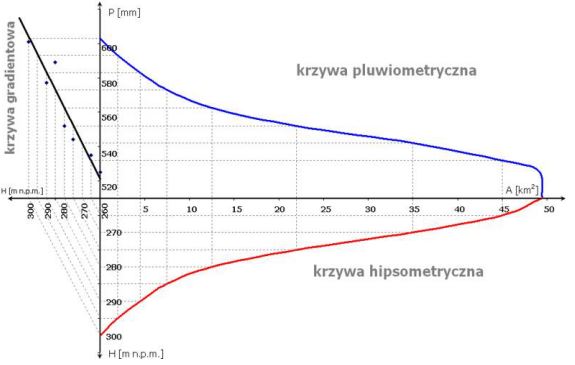 P [mm]
krzywa gradientowa
krzywa pluwiometryczna
600
580
560
540
520
H [m n.p.m.]
A [km²]
300 290 280 270 260
5 10 15 20 25 30 35 40 45 50
270
280
290
300
krzywa hipsometryczna
H [m n.p.m.]